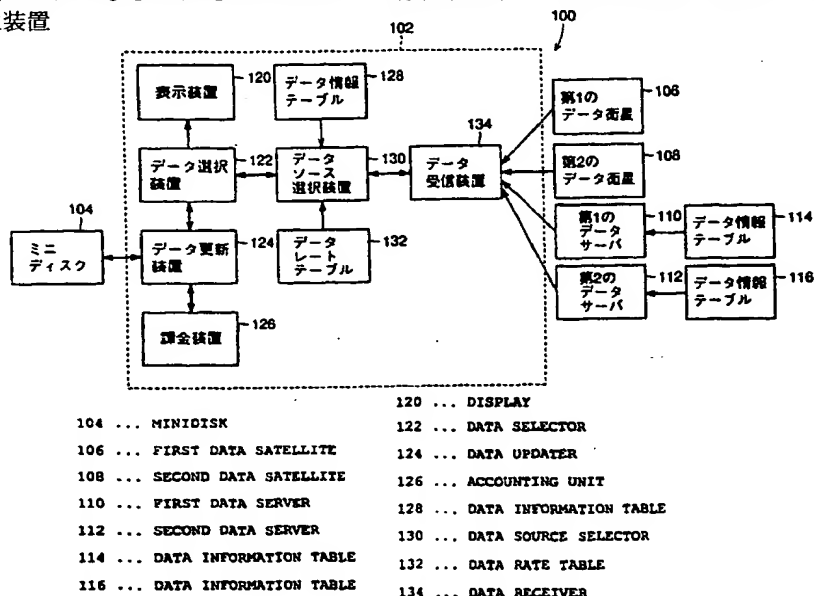 装置
102
100
表示装置
120
データ情報
テーブル
128
第1の
データ衛星
106
134
第2の
データ衛星
108
データ選択
装置
122
データ
ソース
選択装置
130
データ
受信装置
104
ミニ
ディスク
データ更新
装置
124
データ
レート
テーブル
132
第1の
データ
サーバ
110
データ情報
テーブル
114
第2の
データ
サーバ
112
データ情報
テーブル
116
課金装置
126
104 ... MINIDISK
106 ... FIRST DATA SATELLITE
108 ... SECOND DATA SATELLITE
110 ... FIRST DATA SERVER
112 ... SECOND DATA SERVER
114 ... DATA INFORMATION TABLE
116 ... DATA INFORMATION TABLE
120 ... DISPLAY
122 ... DATA SELECTOR
124 ... DATA UPDATER
126 ... ACCOUNTING UNIT
128 ... DATA INFORMATION TABLE
130 ... DATA SOURCE SELECTOR
132 ... DATA RATE TABLE
134 ... DATA RECEIVER